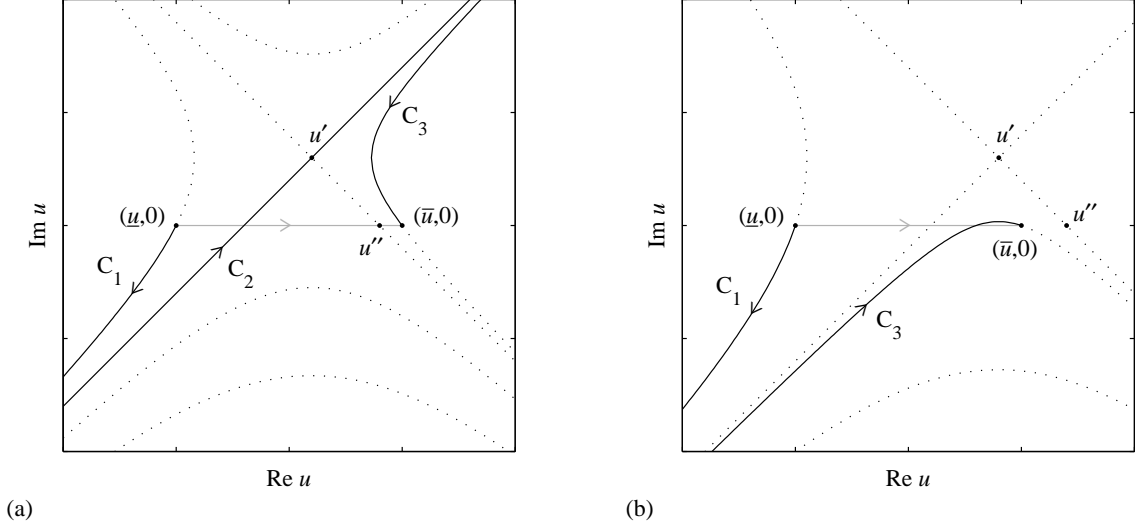 u′
C3
(u,0)
(u̅,0)
u″
C1
C2
Im u
Re u
(a)
u′
(u,0)
u″
(u̅,0)
C1
C3
Im u
Re u
(b)